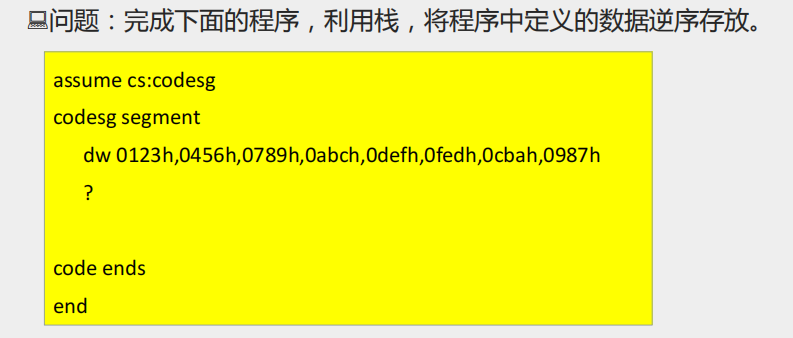 💻问题：完成下面的程序，利用栈，将程序中定义的数据逆序存放。
assume cs:codesg
codesg segment
dw 0123h,0456h,0789h,0abch,0defh,0fedh,0cbah,0987h
?
code ends
end